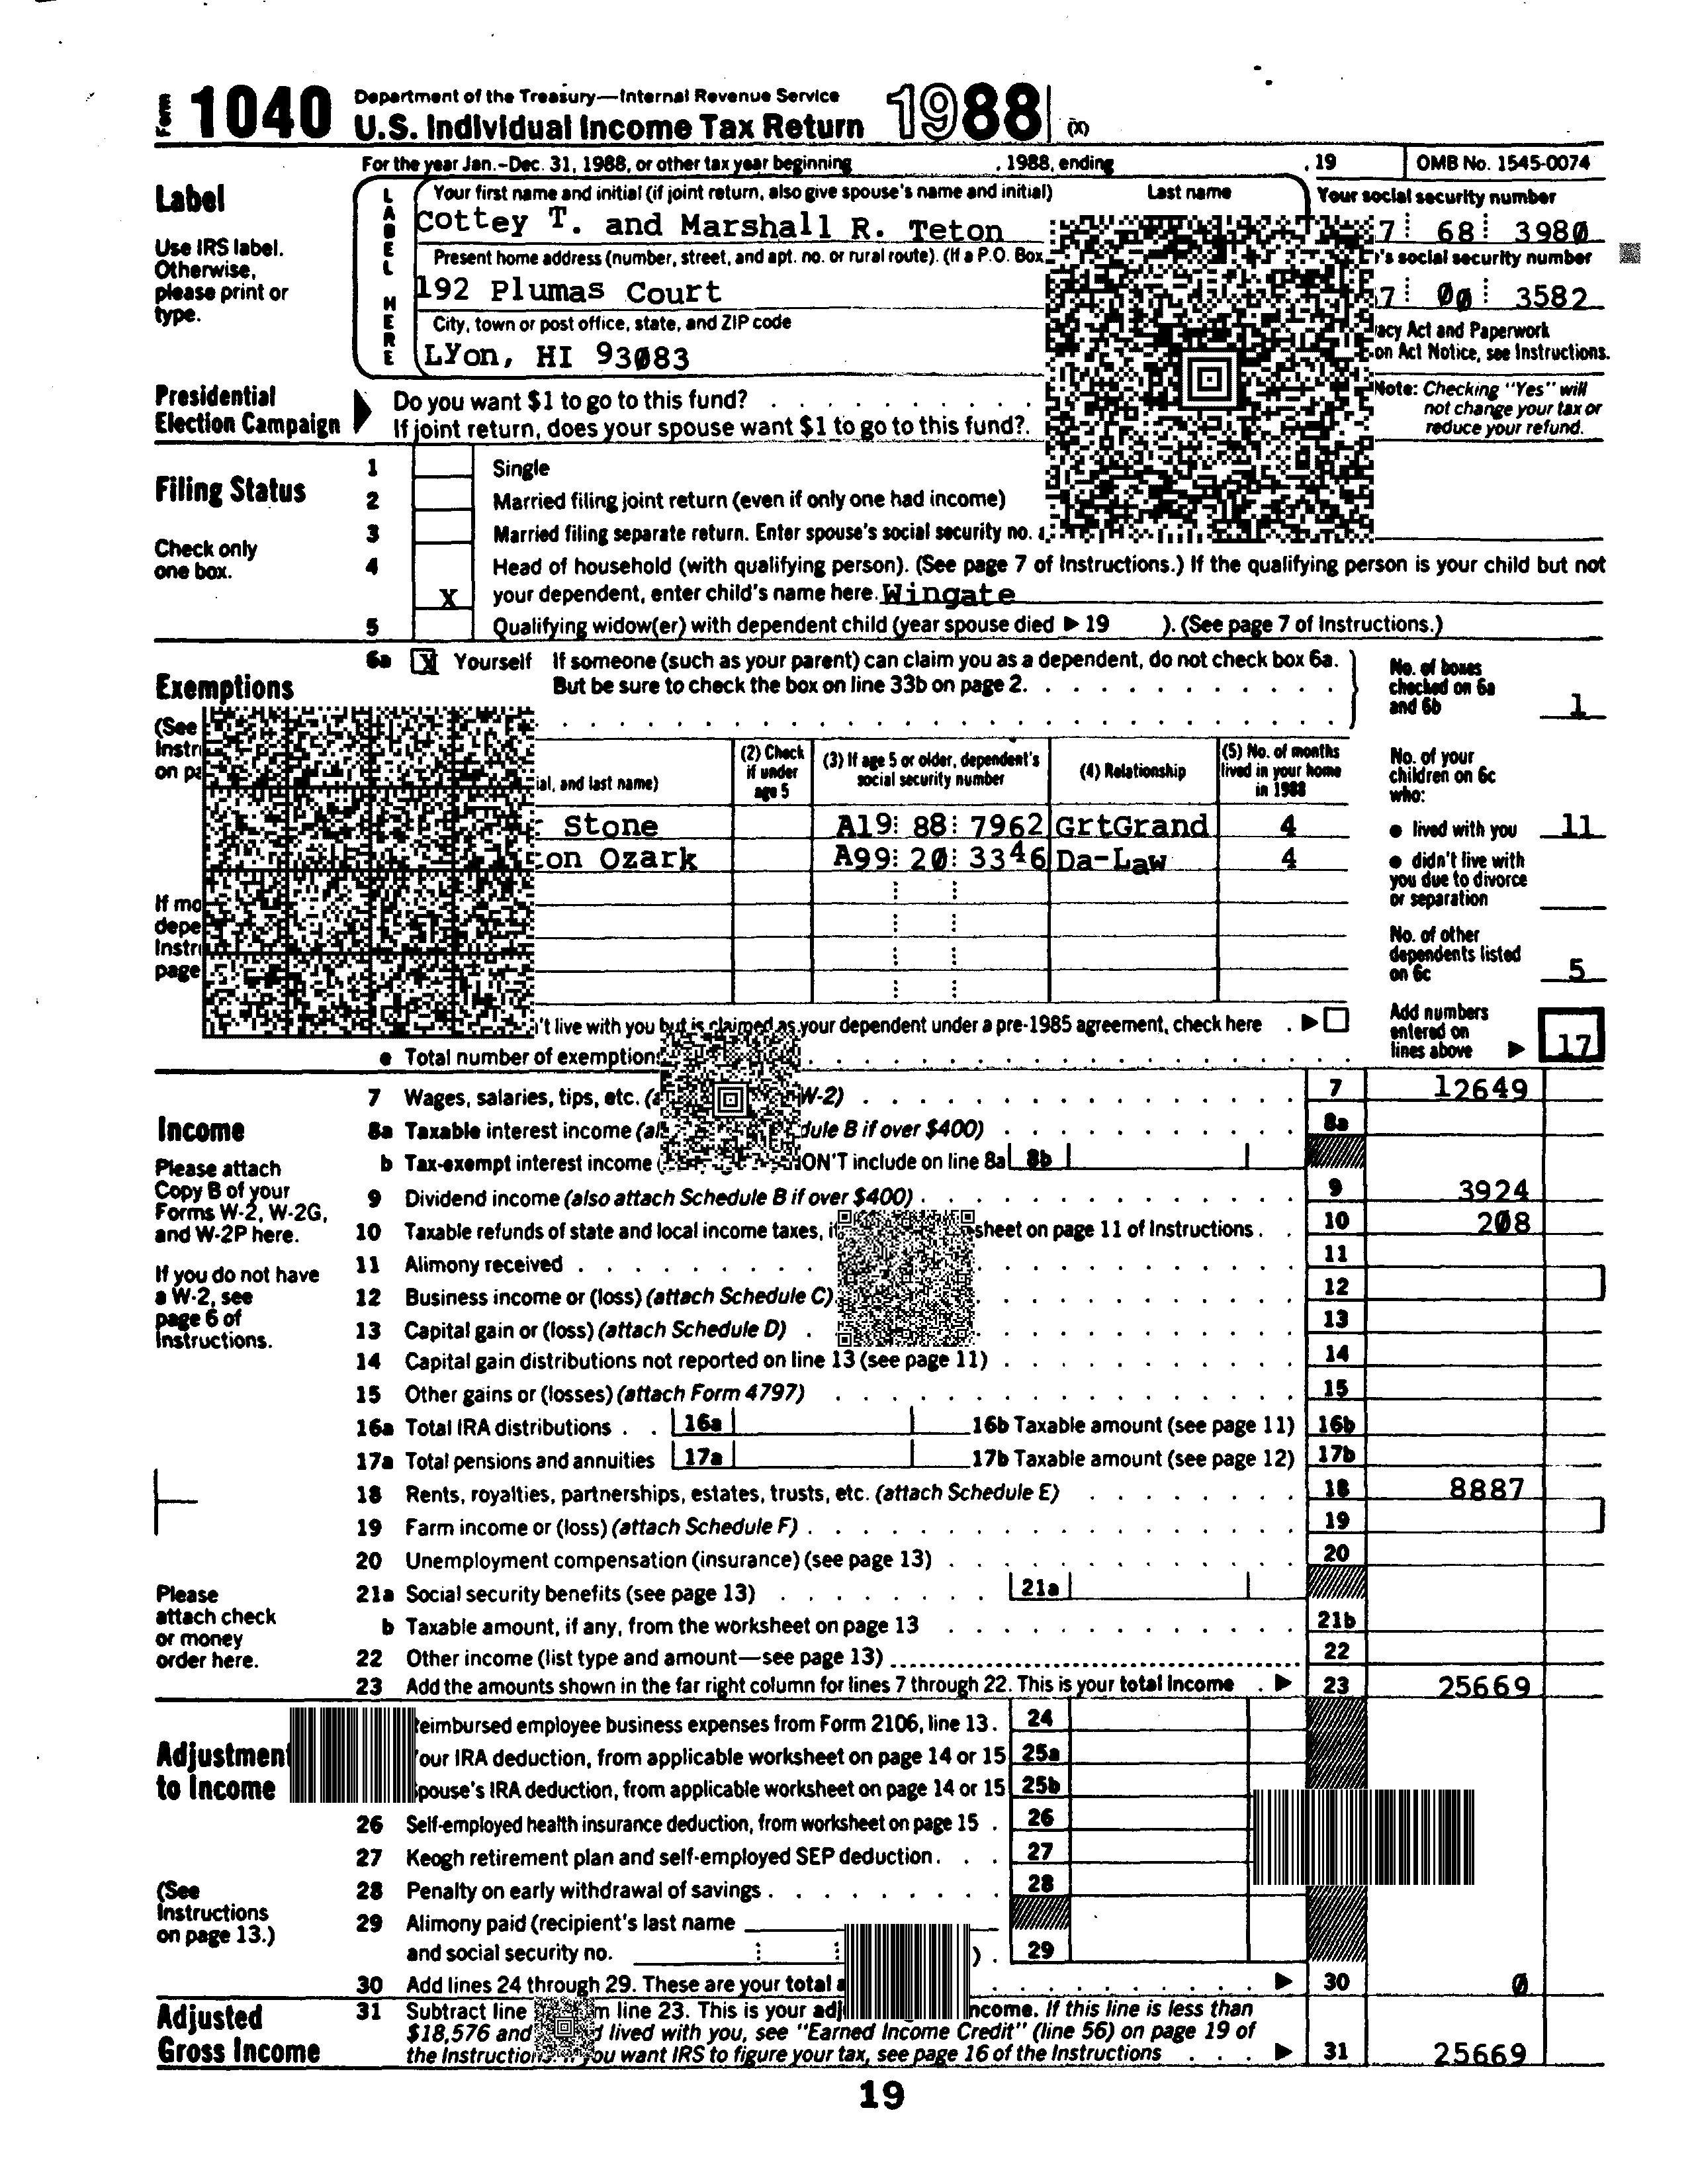 Form 1040 Department of the Treasury—Internal Revenue Service
U.S. Individual Income Tax Return 1988 (X)
For the year Jan.-Dec. 31, 1988, or other tax year beginning , 1988, ending , 19 OMB No. 1545-0074
Label
Use IRS label.
Otherwise,
please print or
type.
LABEL HERE
Your first name and initial (if joint return, also give spouse's name and initial) Last name
Cottey T. and Marshall R. Teton
Your social security number
7 68 3980
Present home address (number, street, and apt. no. or rural route). (If a P.O. Box
192 Plumas Court
's social security number
7 00 3582
City, town or post office, state, and ZIP code
LYon, HI 93083
Act and Paperwork
Act Notice, see Instructions.
Presidential
Election Campaign
Do you want $1 to go to this fund?
If joint return, does your spouse want $1 to go to this fund?.
Note: Checking "Yes" will
not change your tax or
reduce your refund.
Filing Status
Check only
one box.
1 Single
2 Married filing joint return (even if only one had income)
3 Married filing separate return. Enter spouse's social security no.
4 Head of household (with qualifying person). (See page 7 of Instructions.) If the qualifying person is your child but not
X your dependent, enter child's name here. Wingate
5 Qualifying widow(er) with dependent child (year spouse died ▶ 19 ). (See page 7 of Instructions.)
Exemptions
(See
on
If
6a X Yourself If someone (such as your parent) can claim you as a dependent, do not check box 6a.
But be sure to check the box on line 33b on page 2.
No. of boxes
checked on 6a
and 6b 1
and last name) (2) Check if under age 5 (3) If age 5 or older, dependent's social security number (4) Relationship (5) No. of months lived in your home in 1988
Stone A19 88 7962 GrtGrand 4
Ozark A99 20 3346 Da-Law 4
No. of your
children on 6c
who:
● lived with you 11
● didn't live with
you due to divorce
or separation
No. of other
dependents listed
on 6c 5
page
live with you but is claimed as your dependent under a pre-1985 agreement, check here . ▶
e Total number of
Add numbers
entered on
lines above ▶ 17
Income
Please attach
Copy B of your
Forms W-2, W-2G,
and W-2P here.
If you do not have
a W-2, see
page 6 of
Instructions.
Please
attach check
or money
order here.
7 Wages, salaries, tips, etc. W-2) 7 12649
8a Taxable interest income B if over $400) 8a
b Tax-exempt interest income include on line 8a 8b
9 Dividend income (also attach Schedule B if over $400) 9 3924
10 Taxable refunds of state and local income taxes, on page 11 of Instructions 10 208
11 Alimony received 11
12 Business income or (loss) (attach Schedule C) 12
13 Capital gain or (loss) (attach Schedule D) 13
14 Capital gain distributions not reported on line 13 (see page 11) 14
15 Other gains or (losses) (attach Form 4797) 15
16a Total IRA distributions 16a 16b Taxable amount (see page 11) 16b
17a Total pensions and annuities 17a 17b Taxable amount (see page 12) 17b
18 Rents, royalties, partnerships, estates, trusts, etc. (attach Schedule E) 18 8887
19 Farm income or (loss) (attach Schedule F) 19
20 Unemployment compensation (insurance) (see page 13) 20
21a Social security benefits (see page 13) 21a
b Taxable amount, if any, from the worksheet on page 13 21b
22 Other income (list type and amount—see page 13) 22
23 Add the amounts shown in the far right column for lines 7 through 22. This is your total income ▶ 23 25669
to Income
(See
Instructions
on page 13.)
employee business expenses from Form 2106, line 13 . 24
IRA deduction, from applicable worksheet on page 14 or 15 25a
IRA deduction, from applicable worksheet on page 14 or 15 25b
26 Self-employed health insurance deduction, from worksheet on page 15 . 26
27 Keogh retirement plan and self-employed SEP deduction 27
28 Penalty on early withdrawal of savings 28
29 Alimony paid (recipient's last name
and social security no. ) . 29
30 Add lines 24 through 29. These are your total ▶ 30 0
Adjusted
Gross Income
31 Subtract line line 23. This is your If this line is less than
$18,576 and lived with you, see "Earned Income Credit" (line 56) on page 19 of
the you want IRS to figure your tax, see page 16 of the Instructions ▶ 31 25669
19